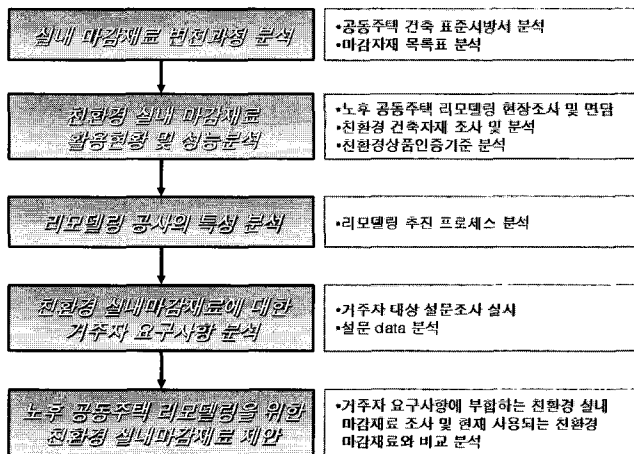 실내 마감재료 변천과정 분석
•공동주택 건축 표준시방서 분석
•마감자재 목록표 분석
친환경 실내 마감재료
활용현황 및 성능분석
•노후 공동주택 리모델링 현장조사 및 면담
•친환경 건축자재 조사 및 분석
•친환경상품인증기준 분석
리모델링 공사의 특성 분석
•리모델링 추진 프로세스 분석
친환경 실내마감재료에 대한
거주자 요구사항 분석
•거주자 대상 설문조사 실시
•설문 data 분석
노후 공동주택 리모델링을 위한
친환경 실내마감재료 제안
•거주자 요구사항에 부합하는 친환경 실내
마감재료 조사 및 현재 사용되는 친환경
마감재료와 비교 분석